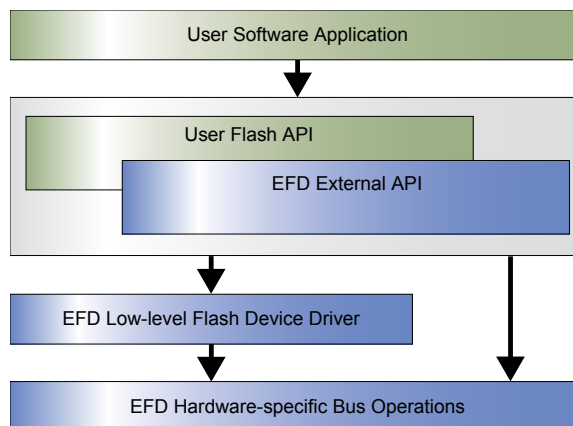 User Software Application
User Flash API
EFD External API
EFD Low-level Flash Device Driver
EFD Hardware-specific Bus Operations